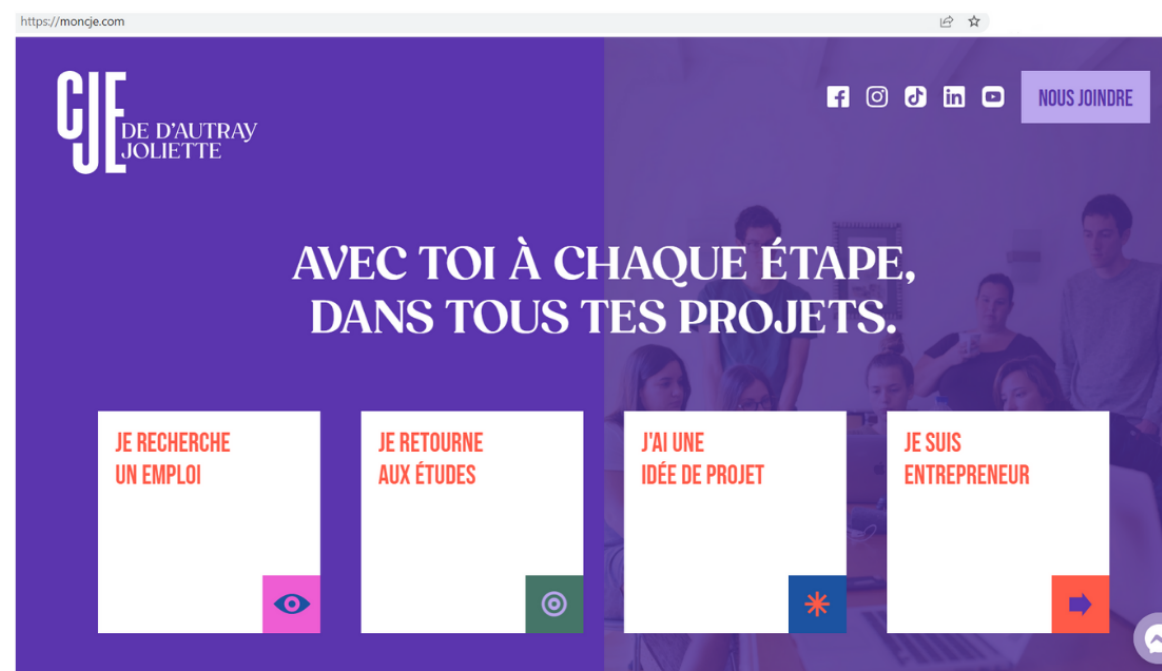 https://moncje.com
CJE
DE D'AUTRAY
JOLIETTE
NOUS JOINDRE
AVEC TOI À CHAQUE ÉTAPE,
DANS TOUS TES PROJETS.
JE RECHERCHE
UN EMPLOI
JE RETOURNE
AUX ÉTUDES
J'AI UNE
IDÉE DE PROJET
JE SUIS
ENTREPRENEUR